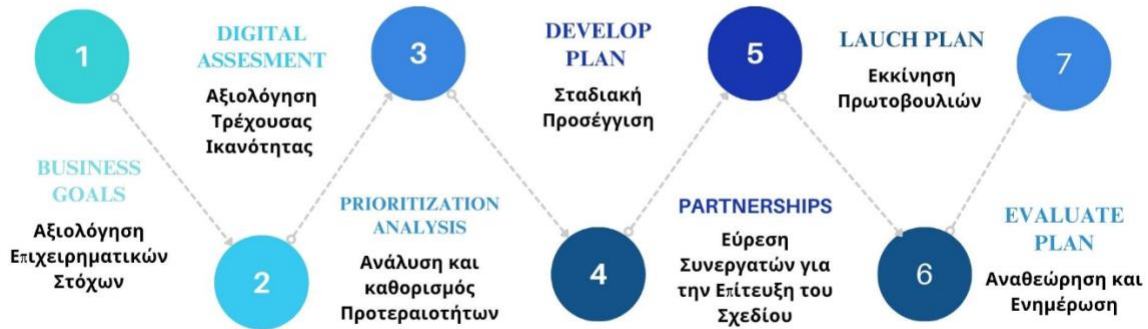 1
BUSINESS
GOALS
Αξιολόγηση
Επιχειρηματικών
Στόχων
DIGITAL
ASSESMENT
Αξιολόγηση
Τρέχουσας
Ικανότητας
2
3
PRIORITIZATION
ANALYSIS
Ανάλυση και
καθορισμός
Προτεραιοτήτων
DEVELOP
PLAN
Σταδιακή
Προσέγγιση
4
5
PARTNERSHIPS
Εύρεση
Συνεργατών για
την Επίτευξη του
Σχεδίου
LAUCH PLAN
Εκκίνηση
Πρωτοβουλιών
6
7
EVALUATE
PLAN
Αναθεώρηση και
Ενημέρωση